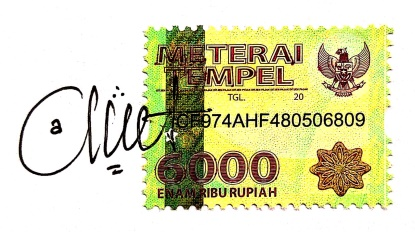 METERAI
TEMPEL
TGL. 20
CF974AHF480506809
6000
ENAM RIBU RUPIAH
a